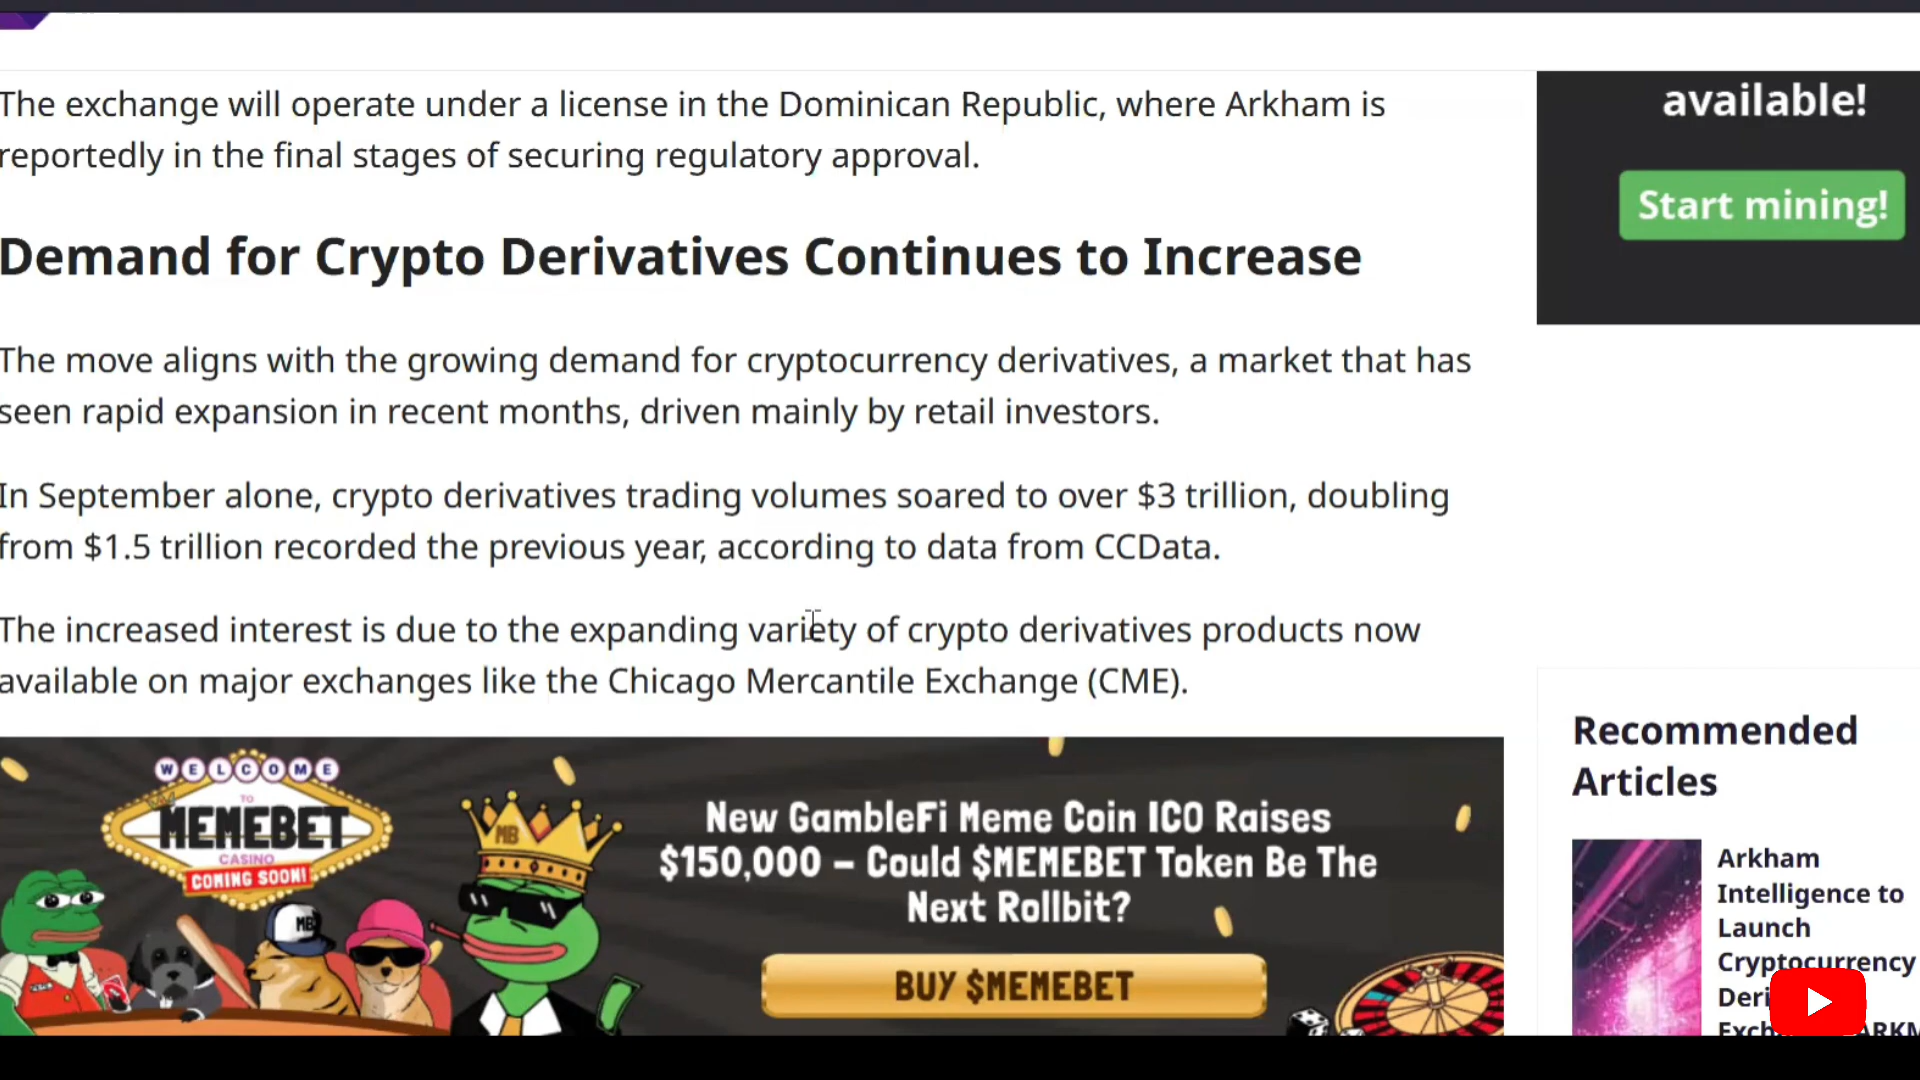 The exchange will operate under a license in the Dominican Republic, where Arkham is
reportedly in the final stages of securing regulatory approval.
Demand for Crypto Derivatives Continues to Increase
The move aligns with the growing demand for cryptocurrency derivatives, a market that has
seen rapid expansion in recent months, driven mainly by retail investors.
In September alone, crypto derivatives trading volumes soared to over $3 trillion, doubling
from $1.5 trillion recorded the previous year, according to data from CCData.
The increased interest is due to the expanding variety of crypto derivatives products now
available on major exchanges like the Chicago Mercantile Exchange (CME).
WELCOME
TO
MEMEBET
CASINO
COMING SOON!
MB
MB
New GambleFi Meme Coin ICO Raises
$150,000 – Could $MEMEBET Token Be The
Next Rollbit?
BUY $MEMEBET
available!
Start mining!
Recommended
Articles
Arkham
Intelligence to
Launch
Cryptocurrency